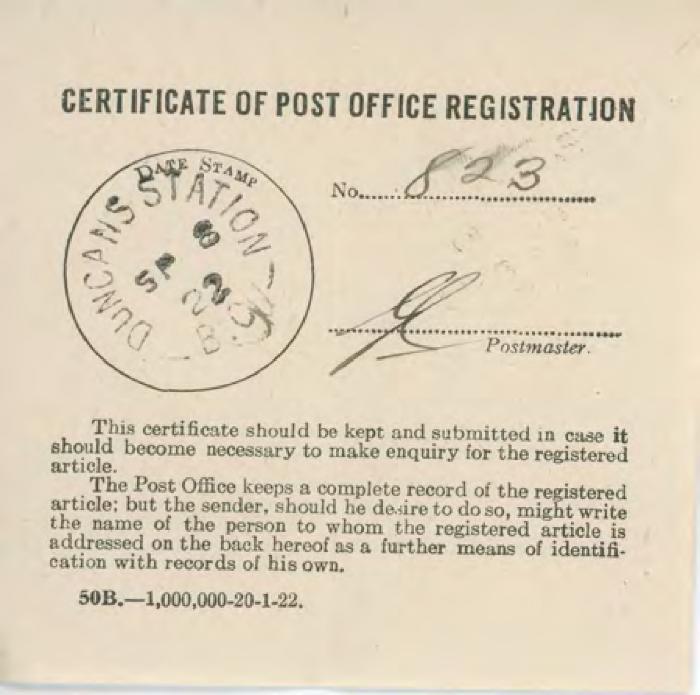 CERTIFICATE OF POST OFFICE REGISTRATION
DATE STAMP
DUNCANS STATION
B.C.
SP 6
22
No. 823
Postmaster.
This certificate should be kept and submitted in case it
should become necessary to make enquiry for the registered
article.
The Post Office keeps a complete record of the registered
article; but the sender, should he desire to do so, might write
the name of the person to whom the registered article is
addressed on the back hereof as a further means of identifi-
cation with records of his own.
50B.—1,000,000-20-1-22.